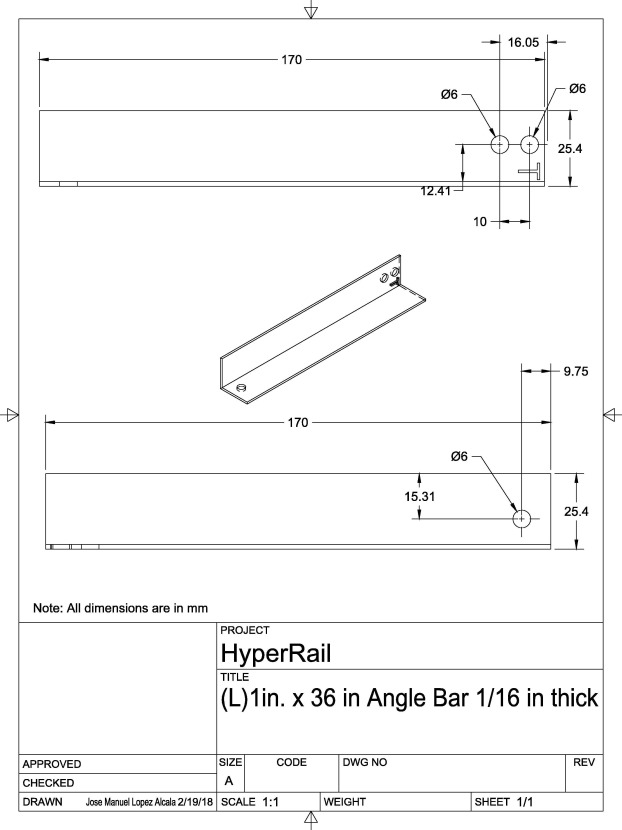 16.05
170
Ø6
Ø6
25.4
12.41
10
9.75
170
Ø6
15.31
25.4
Note: All dimensions are in mm
PROJECT
HyperRail
TITLE
(L)1in. x 36 in Angle Bar 1/16 in thick
APPROVED
SIZE CODE DWG NO REV
A
CHECKED
DRAWN Jose Manuel Lopez Alcala 2/19/18 SCALE 1:1 WEIGHT SHEET 1/1